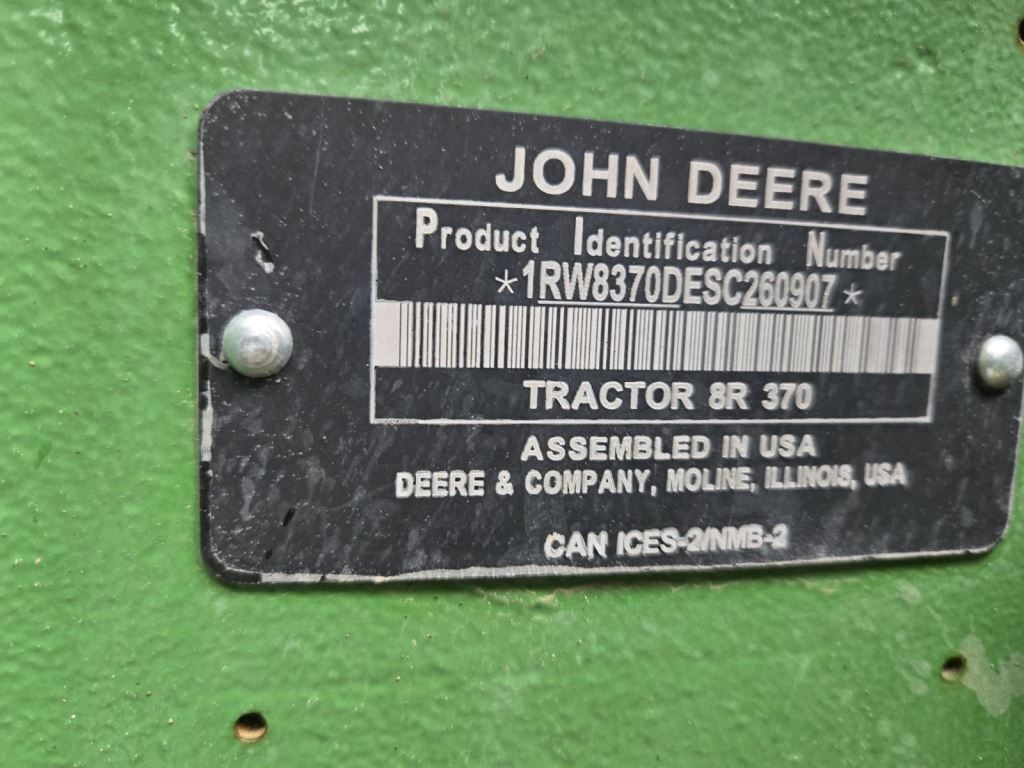 JOHN DEERE
Product Identification Number
*1RW8370DESC260907*
TRACTOR 8R 370
ASSEMBLED IN USA
DEERE & COMPANY, MOLINE, ILLINOIS, USA
CAN ICES-2/NMB-2